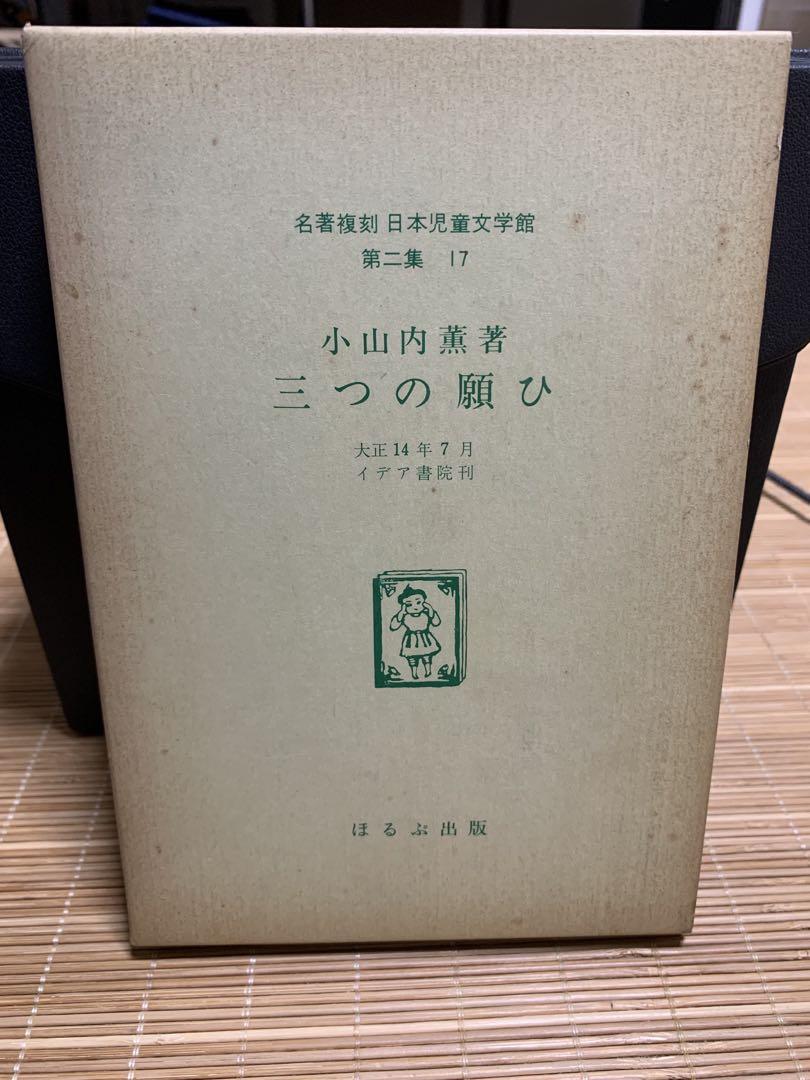 名著複刻 日本児童文学館
第二集 17
小山内薫著
三つの願ひ
大正14年7月
イデア書院刊
ほるぷ出版